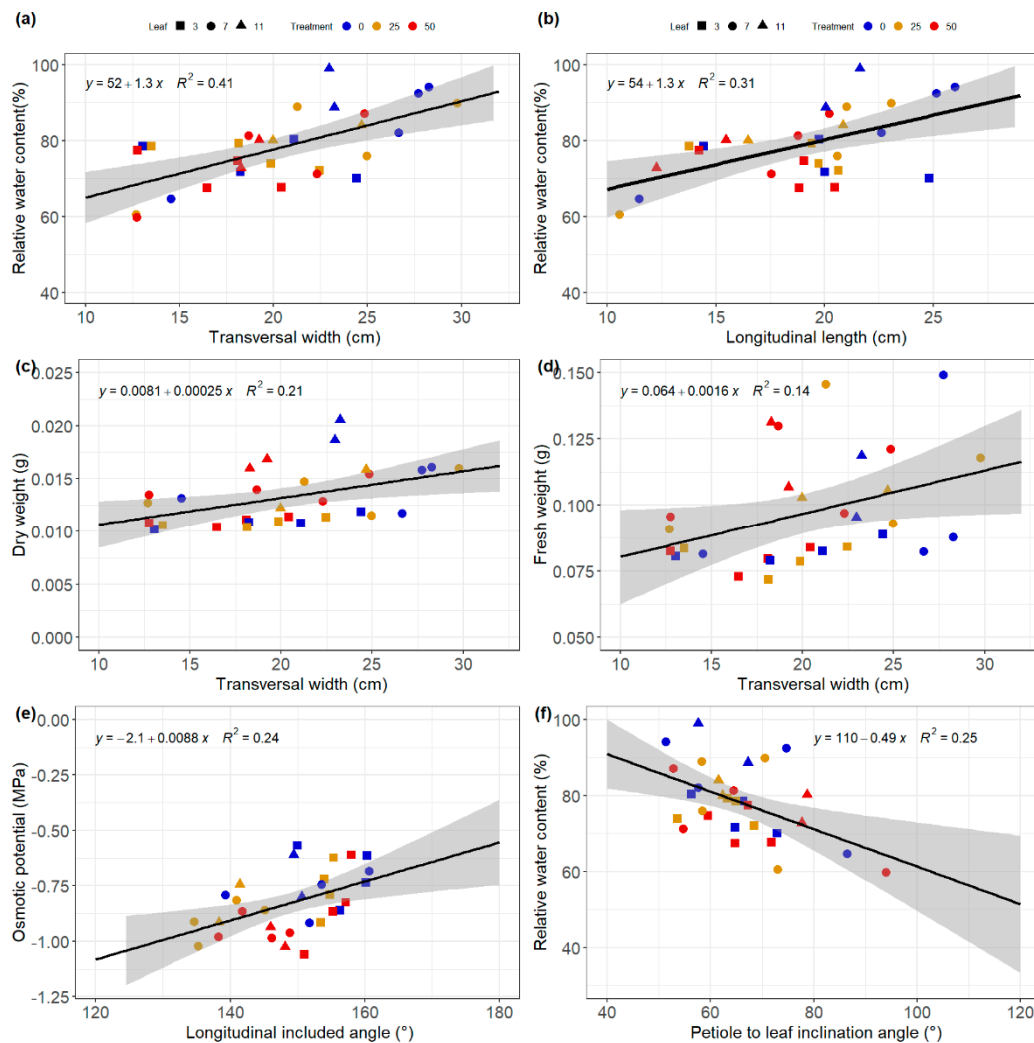 (a)
Leaf 3 7 11 Treatment 0 25 50
y = 52 + 1.3 x R² = 0.41
Relative water content(%)
100
80
60
40
10 15 20 25 30
Transversal width (cm)
(b)
Leaf 3 7 11 Treatment 0 25 50
y = 54 + 1.3 x R² = 0.31
Relative water content(%)
100
80
60
40
10 15 20 25
Longitudinal length (cm)
(c)
y = 0.0081 + 0.00025 x R² = 0.21
Dry weight (g)
0.025
0.020
0.015
0.010
0.005
0.000
10 15 20 25 30
Transversal width (cm)
(d)
y = 0.064 + 0.0016 x R² = 0.14
Fresh weight (g)
0.150
0.125
0.100
0.075
0.050
10 15 20 25 30
Transversal width (cm)
(e)
y = −2.1 + 0.0088 x R² = 0.24
Osmotic potential (MPa)
0.00
-0.25
-0.50
-0.75
-1.00
-1.25
120 140 160 180
Longitudinal included angle (°)
(f)
y = 110 − 0.49 x R² = 0.25
Relative water content (%)
100
80
60
40
40 60 80 100 120
Petiole to leaf inclination angle (°)